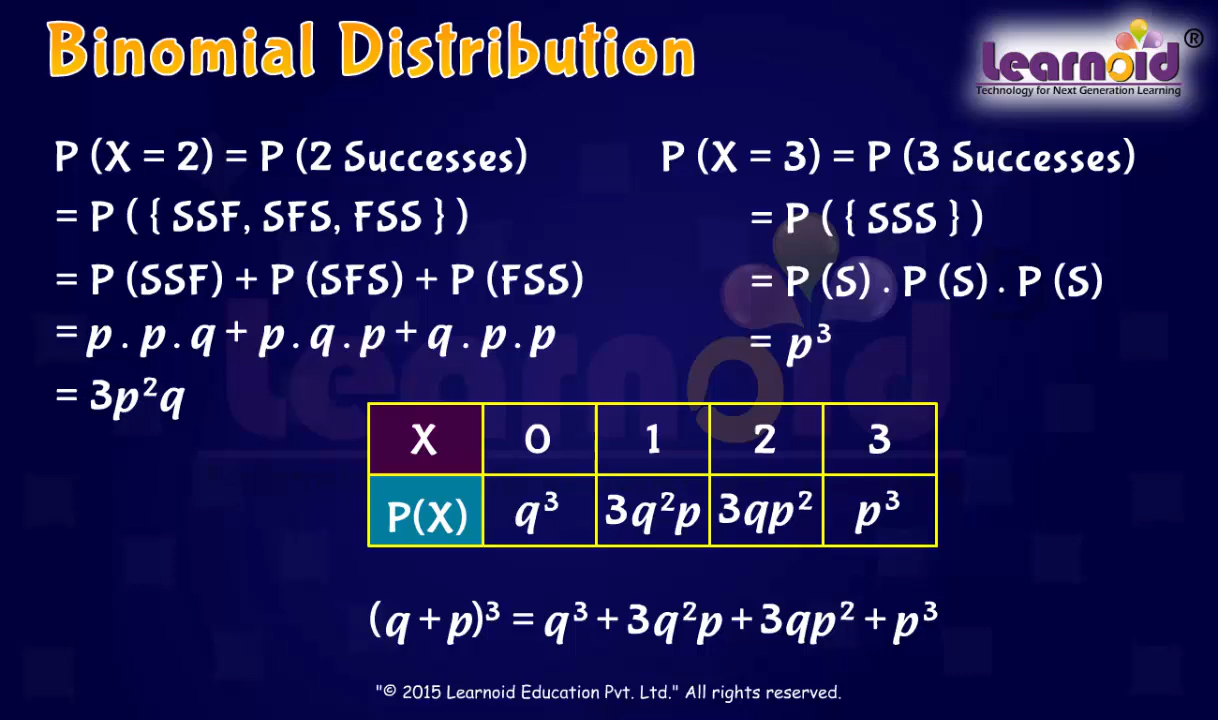 Binomial Distribution
Learnoid®
Technology for Next Generation Learning
P (X = 2) = P (2 Successes)
= P ( { SSF, SFS, FSS } )
= P (SSF) + P (SFS) + P (FSS)
= p . p . q + p . q . p + q . p . p
= 3p²q
P (X = 3) = P (3 Successes)
= P ( { SSS } )
= P (S) . P (S) . P (S)
= p³
X 0 1 2 3
P(X) q³ 3q²p 3qp² p³
(q + p)³ = q³ + 3q²p + 3qp² + p³
"© 2015 Learnoid Education Pvt. Ltd." All rights reserved.
Learnoid